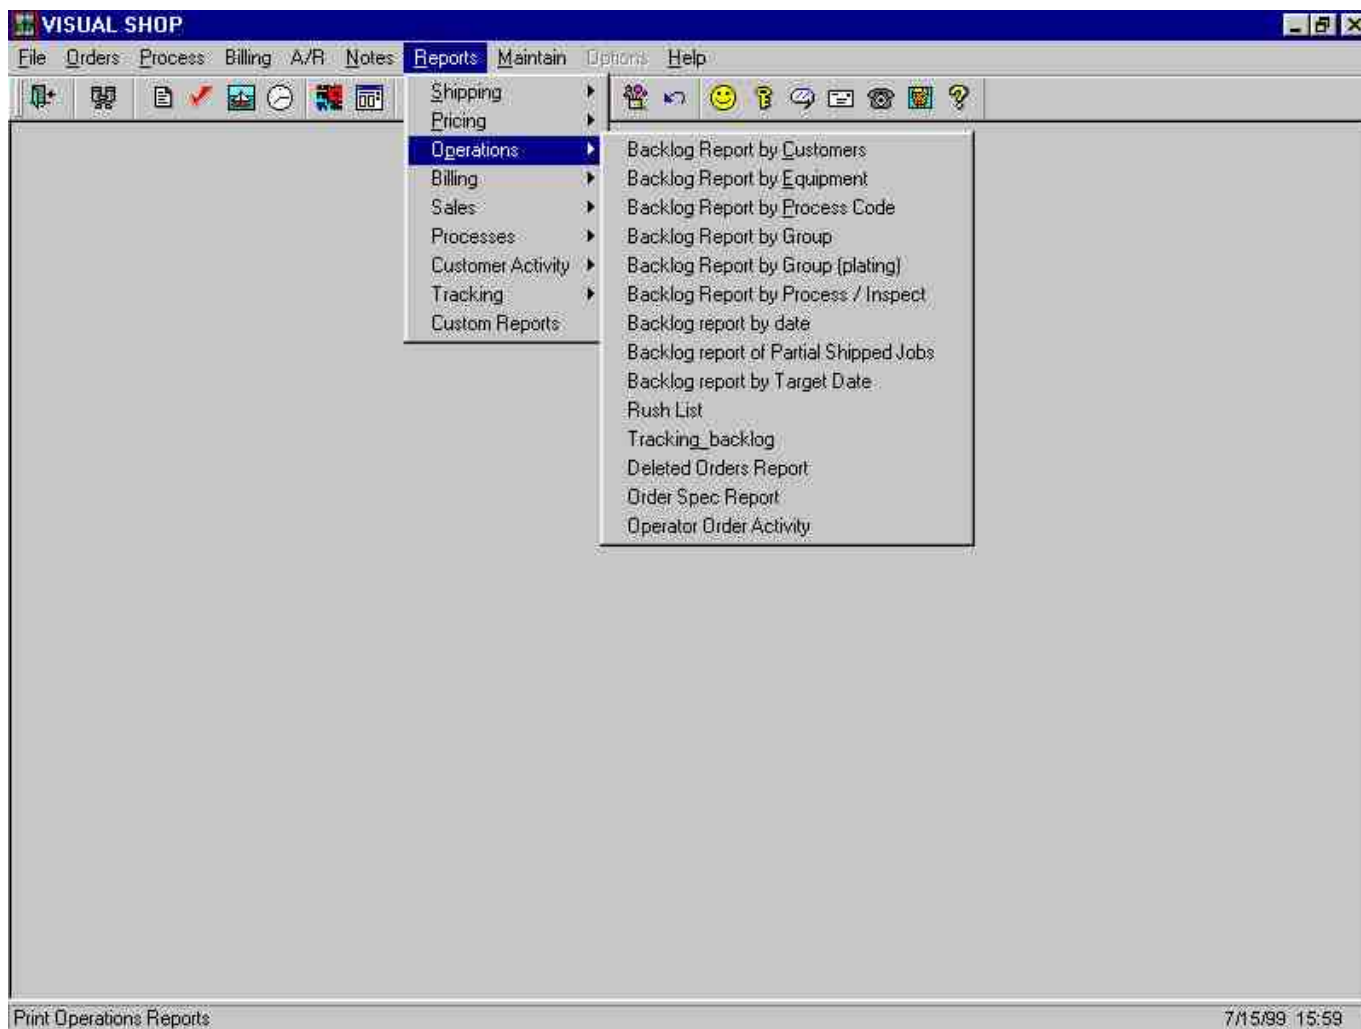 VISUAL SHOP
File Orders Process Billing A/R Notes Reports Maintain Options Help
Shipping
Pricing
Operations
Billing
Sales
Processes
Customer Activity
Tracking
Custom Reports
Backlog Report by Customers
Backlog Report by Equipment
Backlog Report by Process Code
Backlog Report by Group
Backlog Report by Group (plating)
Backlog Report by Process / Inspect
Backlog report by date
Backlog report of Partial Shipped Jobs
Backlog report by Target Date
Rush List
Tracking_backlog
Deleted Orders Report
Order Spec Report
Operator Order Activity
Print Operations Reports 7/15/99 15:59